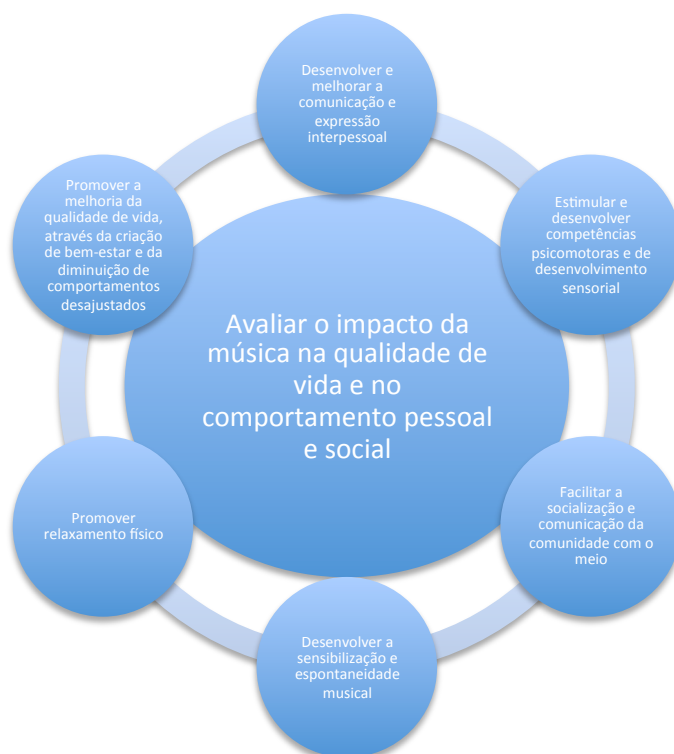 Desenvolver e
melhorar a
comunicação e
expressão
interpessoal
Estimular e
desenvolver
competências
psicomotoras e de
desenvolvimento
sensorial
Facilitar a
socialização e
comunicação da
comunidade com o
meio
Desenvolver a
sensibilização e
espontaneidade
musical
Promover
relaxamento físico
Promover a
melhoria da
qualidade de vida,
através da criação
de bem-estar e da
diminuição de
comportamentos
desajustados
Avaliar o impacto da
música na qualidade de
vida e no
comportamento pessoal
e social